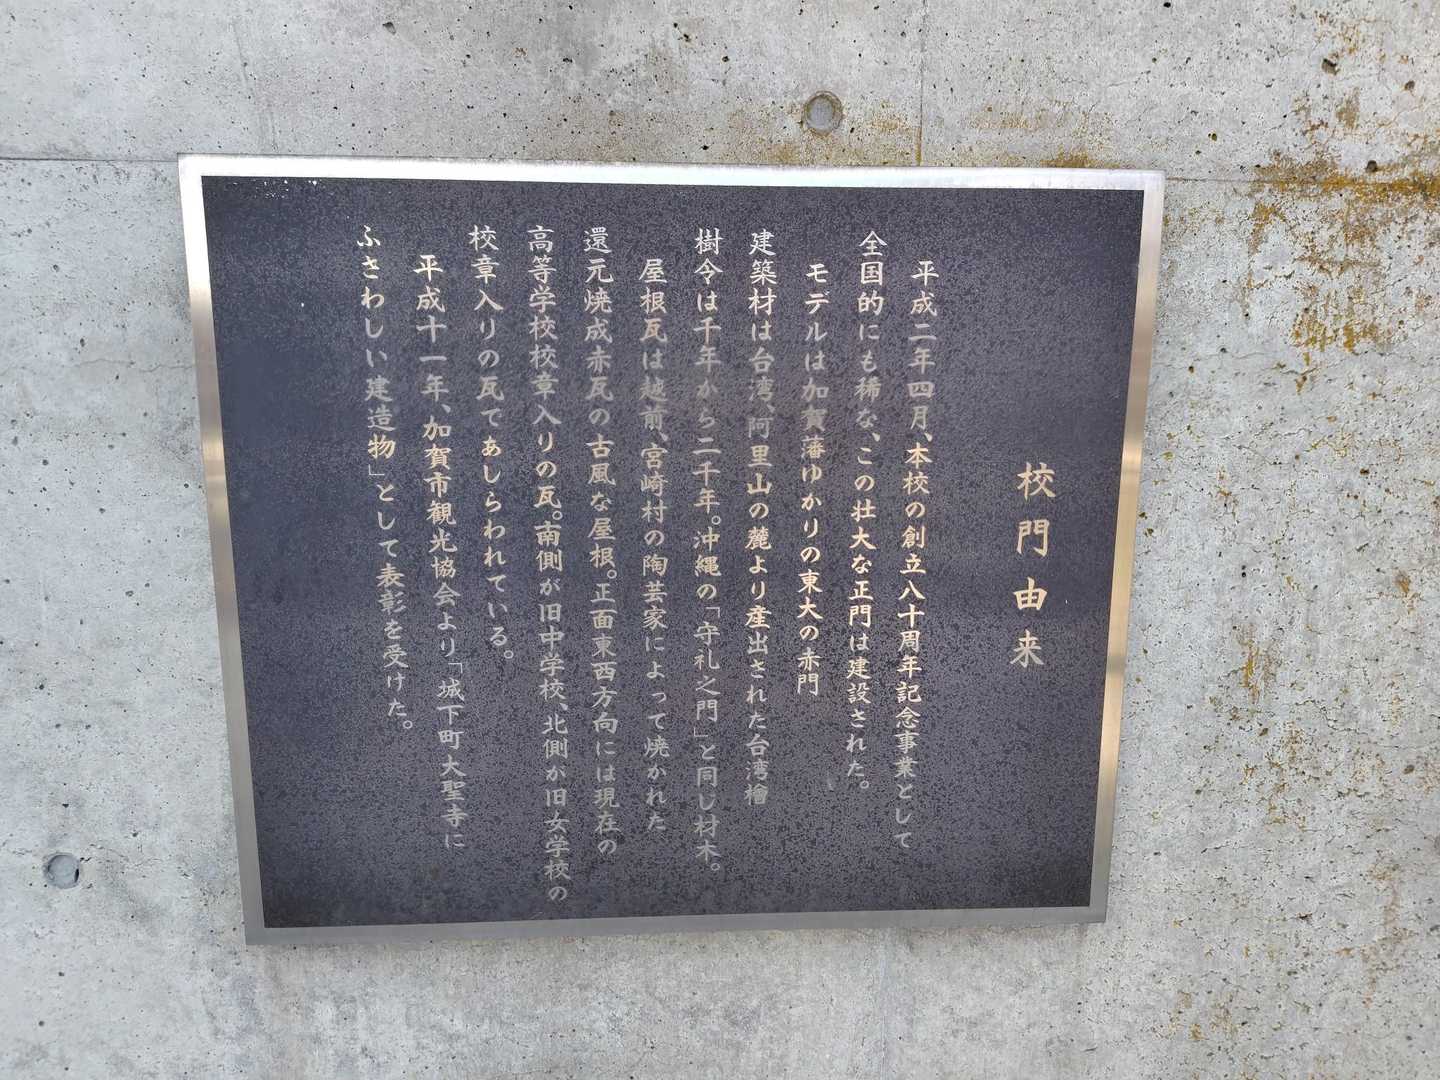 校門由来
平成二年四月、本校の創立八十周年記念事業として
全国的にも稀な、この壮大な正門は建設された。
モデルは加賀藩ゆかりの東大の赤門
建築材は台湾、阿里山の麓より産出された台湾檜
樹令は千年から二千年。沖縄の「守礼之門」と同じ材木。
屋根瓦は越前、宮崎村の陶芸家によって焼かれた
還元焼成赤瓦の古風な屋根。正面東西方向には現在の
高等学校校章入りの瓦。南側が旧中学校、北側が旧女学校の
校章入りの瓦であしらわれている。
平成十一年、加賀市観光協会より「城下町大聖寺に
ふさわしい建造物」として表彰を受けた。